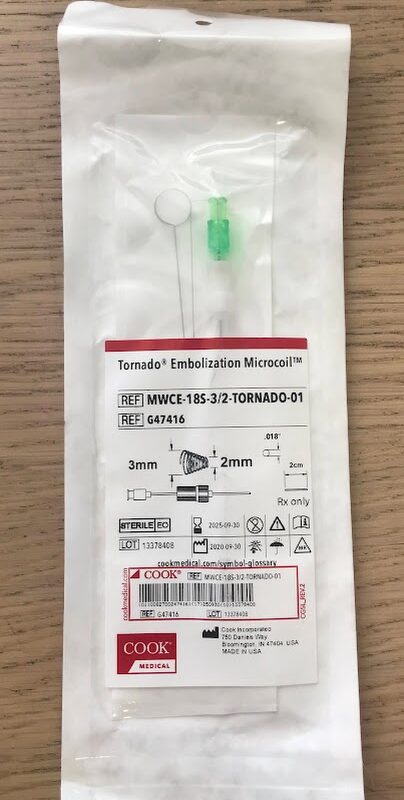 Tornado® Embolization Microcoil™
REF MWCE-18S-3/2-TORNADO-01
REF G47416
.018"
3mm 2mm
2cm
Rx only
STERILE EO 2025-09-30
LOT 13378408 2020-09-30
cookmedical.com/symbol-glossary
COOK® REF MWCE-18S-3/2-TORNADO-01
cookmedical.com
REF G47416 LOT 13378408
COOK®
MEDICAL
Cook Incorporated
750 Daniels Way
Bloomington, IN 47404 USA
MADE IN USA